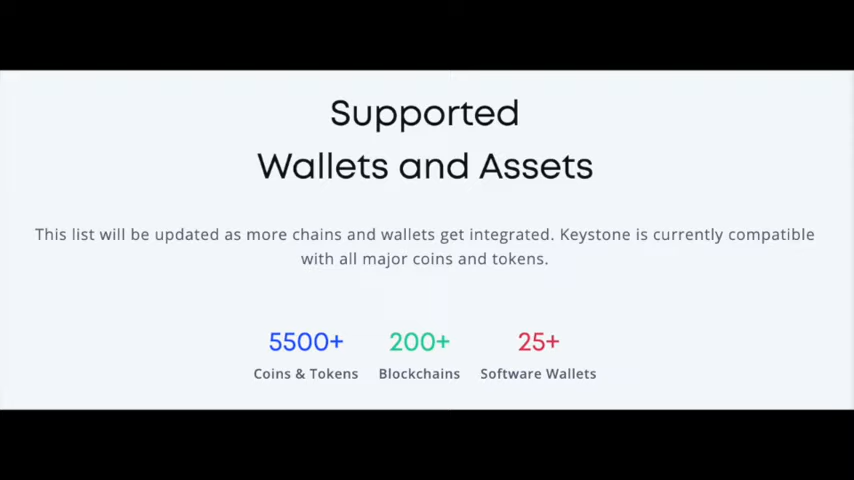 Supported
Wallets and Assets
This list will be updated as more chains and wallets get integrated. Keystone is currently compatible
with all major coins and tokens.
5500+ 200+ 25+
Coins & Tokens Blockchains Software Wallets